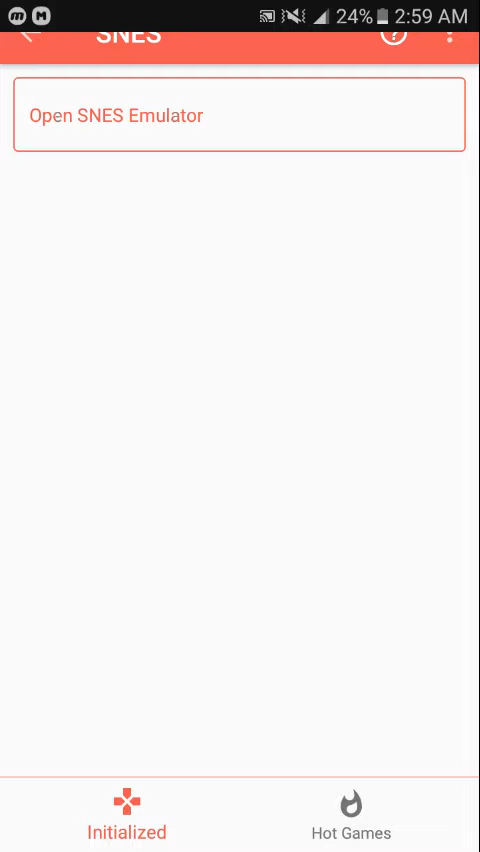 24% 2:59 AM
SNES
Open SNES Emulator
Initialized
Hot Games